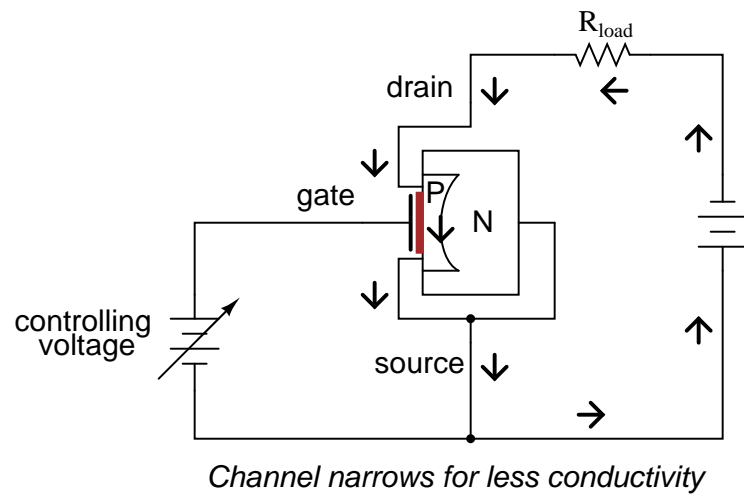 R_load
drain
gate
P
N
controlling
voltage
source
Channel narrows for less conductivity